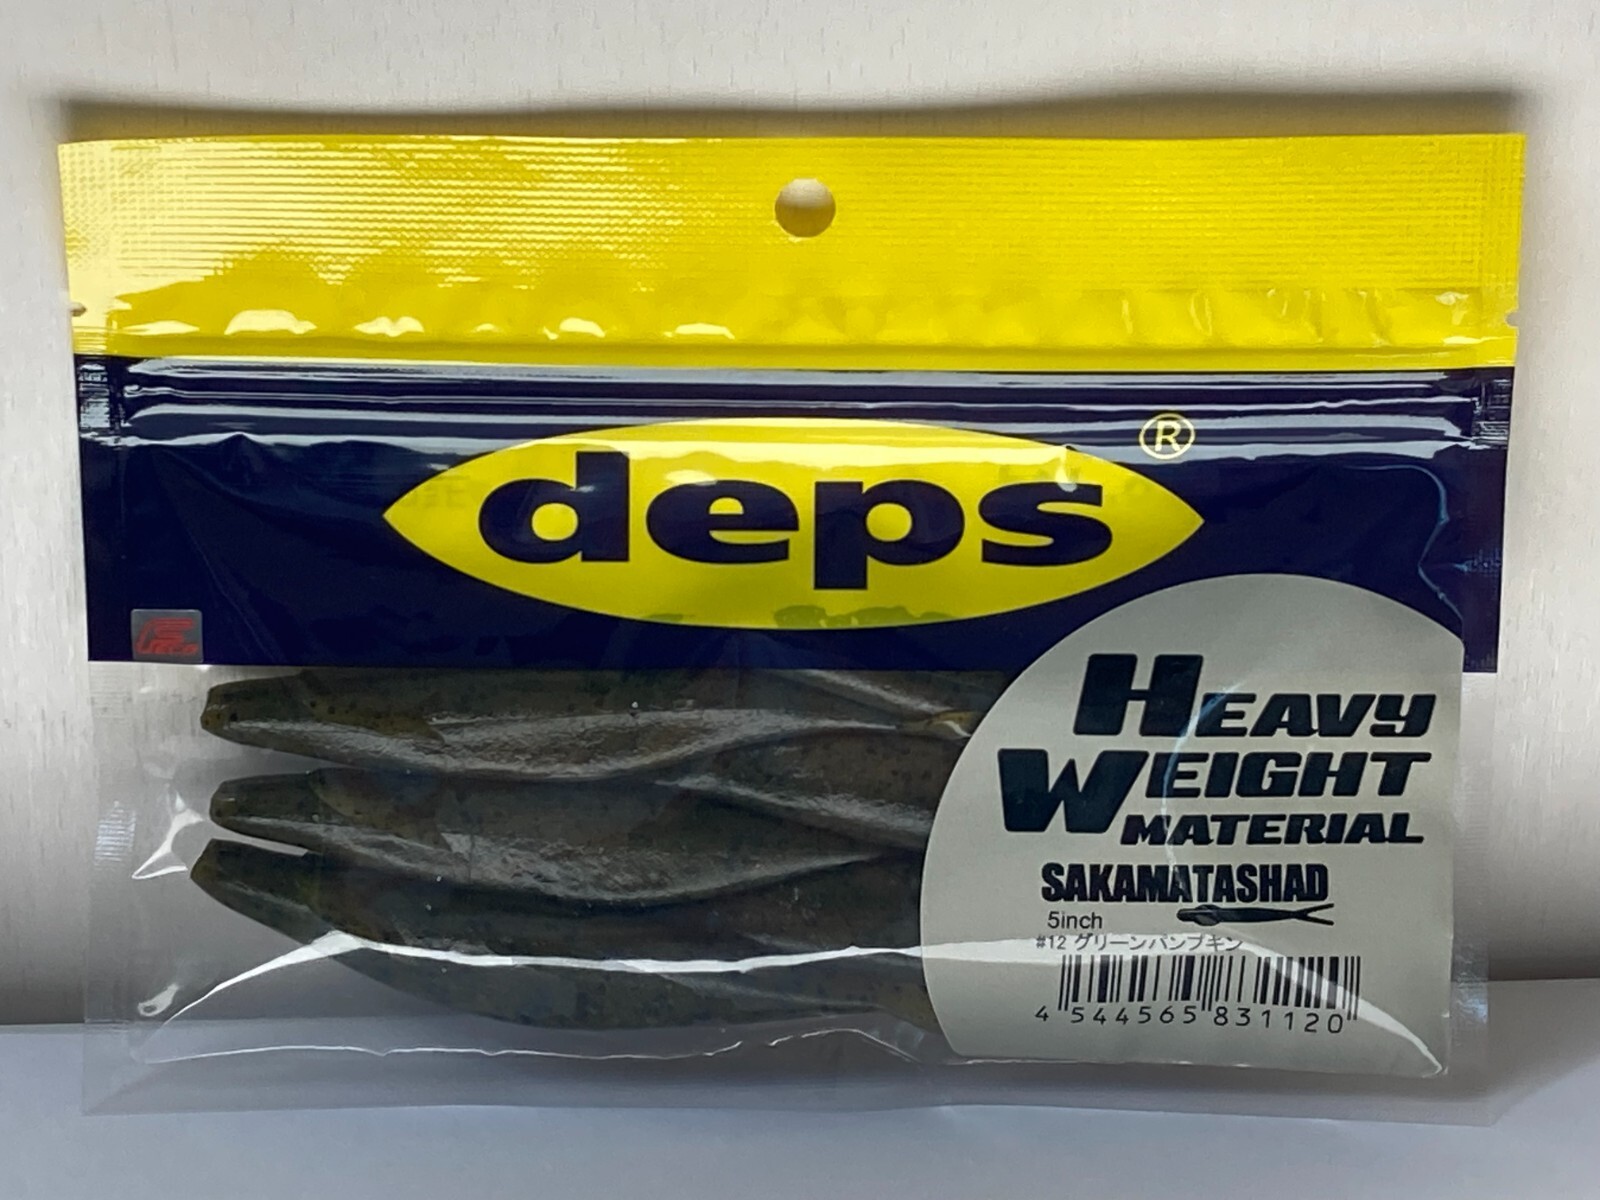 deps®
Feco
HEAVY
WEIGHT
MATERIAL
SAKAMATASHAD
5inch
#12 グリーンパンプキン
4 544565 831120